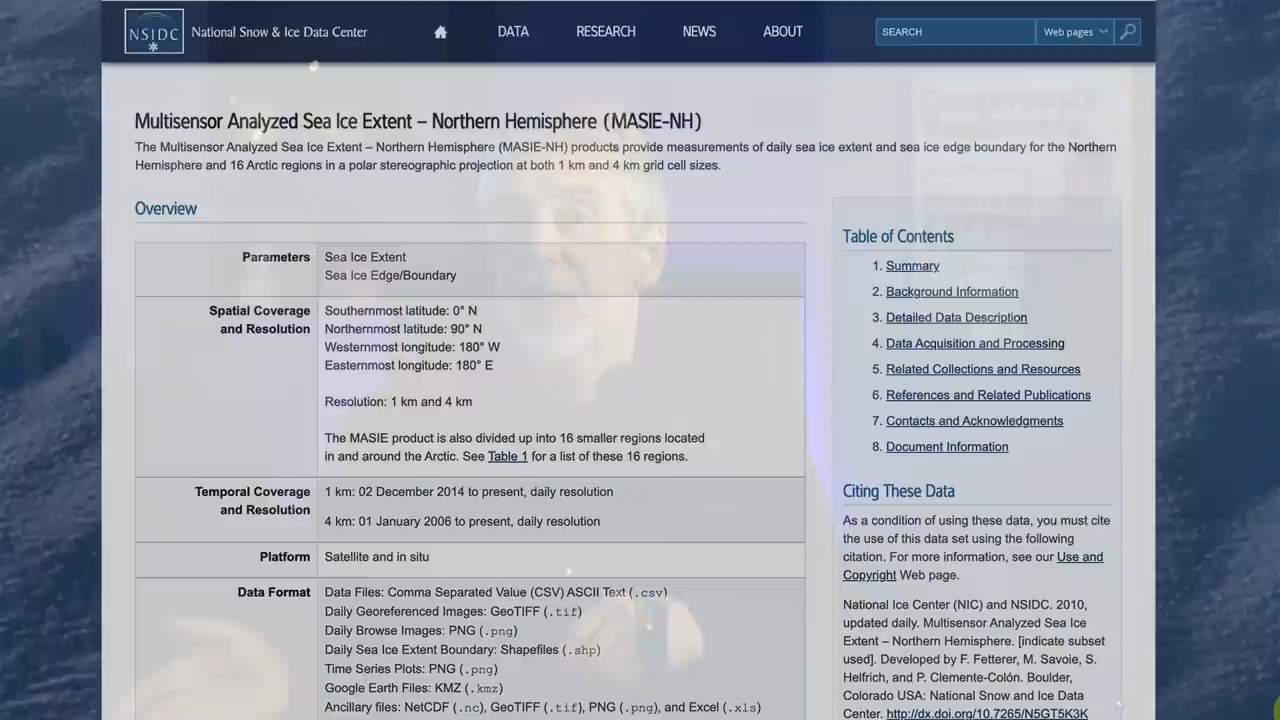 NSIDC
National Snow & Ice Data Center
DATA
RESEARCH
NEWS
ABOUT
SEARCH
Web pages
Multisensor Analyzed Sea Ice Extent – Northern Hemisphere (MASIE-NH)
The Multisensor Analyzed Sea Ice Extent – Northern Hemisphere (MASIE-NH) products provide measurements of daily sea ice extent and sea ice edge boundary for the Northern
Hemisphere and 16 Arctic regions in a polar stereographic projection at both 1 km and 4 km grid cell sizes.
Overview
Parameters
Sea Ice Extent
Sea Ice Edge/Boundary
Spatial Coverage
and Resolution
Southernmost latitude: 0° N
Northernmost latitude: 90° N
Westernmost longitude: 180° W
Easternmost longitude: 180° E
Resolution: 1 km and 4 km
The MASIE product is also divided up into 16 smaller regions located
in and around the Arctic. See Table 1 for a list of these 16 regions.
Temporal Coverage
and Resolution
1 km: 02 December 2014 to present, daily resolution
4 km: 01 January 2006 to present, daily resolution
Platform
Satellite and in situ
Data Format
Data Files: Comma Separated Value (CSV) ASCII Text (.csv)
Daily Georeferenced Images: GeoTIFF (.tif)
Daily Browse Images: PNG (.png)
Daily Sea Ice Extent Boundary: Shapefiles (.shp)
Time Series Plots: PNG (.png)
Google Earth Files: KMZ (.kmz)
Ancillary files: NetCDF (.nc), GeoTIFF (.tif), PNG (.png), and Excel (.xls)
Table of Contents
1. Summary
2. Background Information
3. Detailed Data Description
4. Data Acquisition and Processing
5. Related Collections and Resources
6. References and Related Publications
7. Contacts and Acknowledgments
8. Document Information
Citing These Data
As a condition of using these data, you must cite
the use of this data set using the following
citation. For more information, see our Use and
Copyright Web page.
National Ice Center (NIC) and NSIDC. 2010,
updated daily. Multisensor Analyzed Sea Ice
Extent – Northern Hemisphere. [indicate subset
used]. Developed by F. Fetterer, M. Savoie, S.
Helfrich, and P. Clemente-Colón. Boulder,
Colorado USA: National Snow and Ice Data
Center. http://dx.doi.org/10.7265/N5GT5K3K